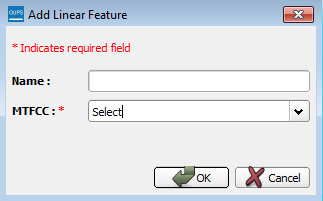 GUPS Add Linear Feature
* Indicates required field
Name :
MTFCC : * Select
OK Cancel